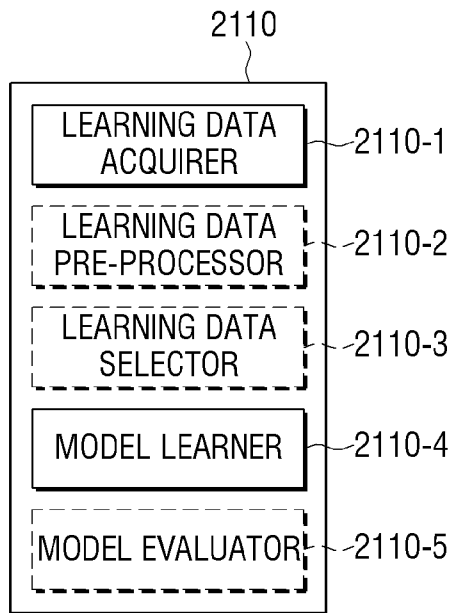 2110
LEARNING DATA
ACQUIRER
2110-1
LEARNING DATA
PRE-PROCESSOR
2110-2
LEARNING DATA
SELECTOR
2110-3
MODEL LEARNER
2110-4
MODEL EVALUATOR
2110-5